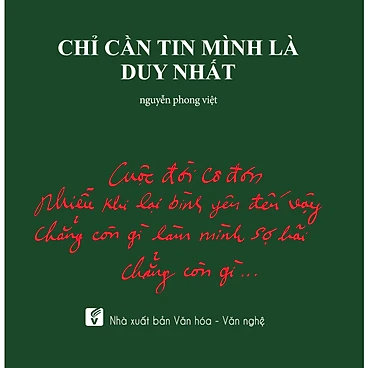 CHỈ CẦN TIN MÌNH LÀ
DUY NHẤT
nguyễn phong việt
Cuộc đời cô đơn
nhiều khi lại bình yên đến vậy
chẳng còn gì làm mình sợ hãi
chẳng còn gì...
Nhà xuất bản Văn hóa - Văn nghệ